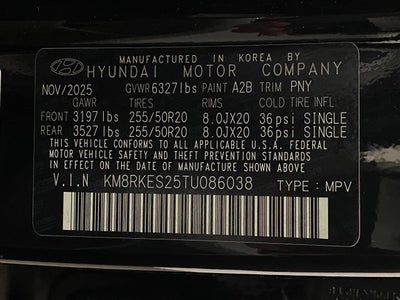 MANUFACTURED IN KOREA BY
HYUNDAI MOTOR COMPANY
NOV/2025 GVWR 6327lbs PAINT A2B TRIM PNY
GAWR TIRES RIMS COLD TIRE INFL
FRONT 3197lbs 255/50R20 8.0JX20 36psi SINGLE
REAR 3527lbs 255/50R20 8.0JX20 36psi SINGLE
THIS VEHICLE CONFORMS TO ALL APPLICABLE U.S.A. FEDERAL
MOTOR VEHICLE SAFETY, BUMPER, AND THEFT PREVENTION STANDARDS
IN EFFECT ON THE DATE OF MANUFACTURE SHOWN ABOVE.
V.I.N KM8RKES25TU086038 TYPE : MPV